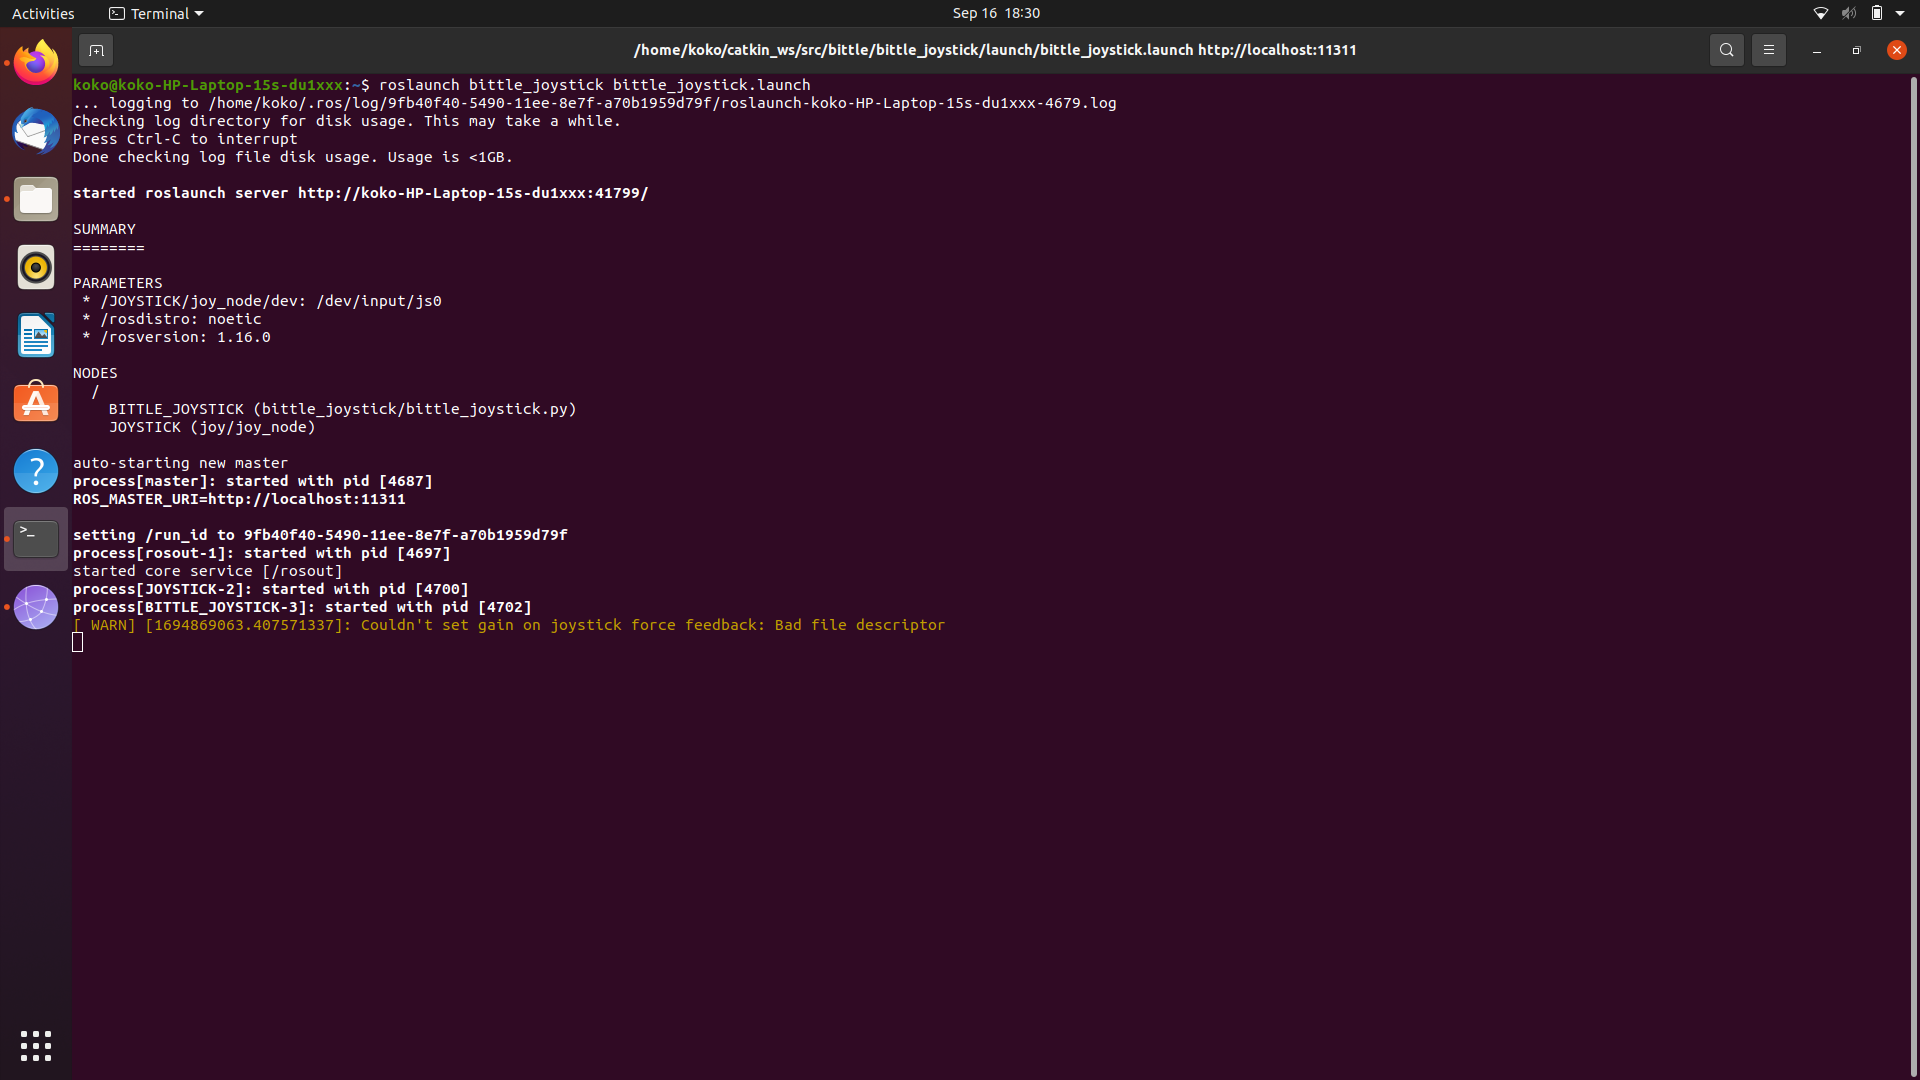 Activities
Terminal
Sep 16 18:30
/home/koko/catkin_ws/src/bittle/bittle_joystick/launch/bittle_joystick.launch http://localhost:11311
koko@koko-HP-Laptop-15s-du1xxx:~$ roslaunch bittle_joystick bittle_joystick.launch
... logging to /home/koko/.ros/log/9fb40f40-5490-11ee-8e7f-a70b1959d79f/roslaunch-koko-HP-Laptop-15s-du1xxx-4679.log
Checking log directory for disk usage. This may take a while.
Press Ctrl-C to interrupt
Done checking log file disk usage. Usage is <1GB.
started roslaunch server http://koko-HP-Laptop-15s-du1xxx:41799/
SUMMARY
========
PARAMETERS
 * /JOYSTICK/joy_node/dev: /dev/input/js0
 * /rosdistro: noetic
 * /rosversion: 1.16.0
NODES
  /
    BITTLE_JOYSTICK (bittle_joystick/bittle_joystick.py)
    JOYSTICK (joy/joy_node)
auto-starting new master
process[master]: started with pid [4687]
ROS_MASTER_URI=http://localhost:11311
setting /run_id to 9fb40f40-5490-11ee-8e7f-a70b1959d79f
process[rosout-1]: started with pid [4697]
started core service [/rosout]
process[JOYSTICK-2]: started with pid [4700]
process[BITTLE_JOYSTICK-3]: started with pid [4702]
[ WARN] [1694869063.407571337]: Couldn't set gain on joystick force feedback: Bad file descriptor